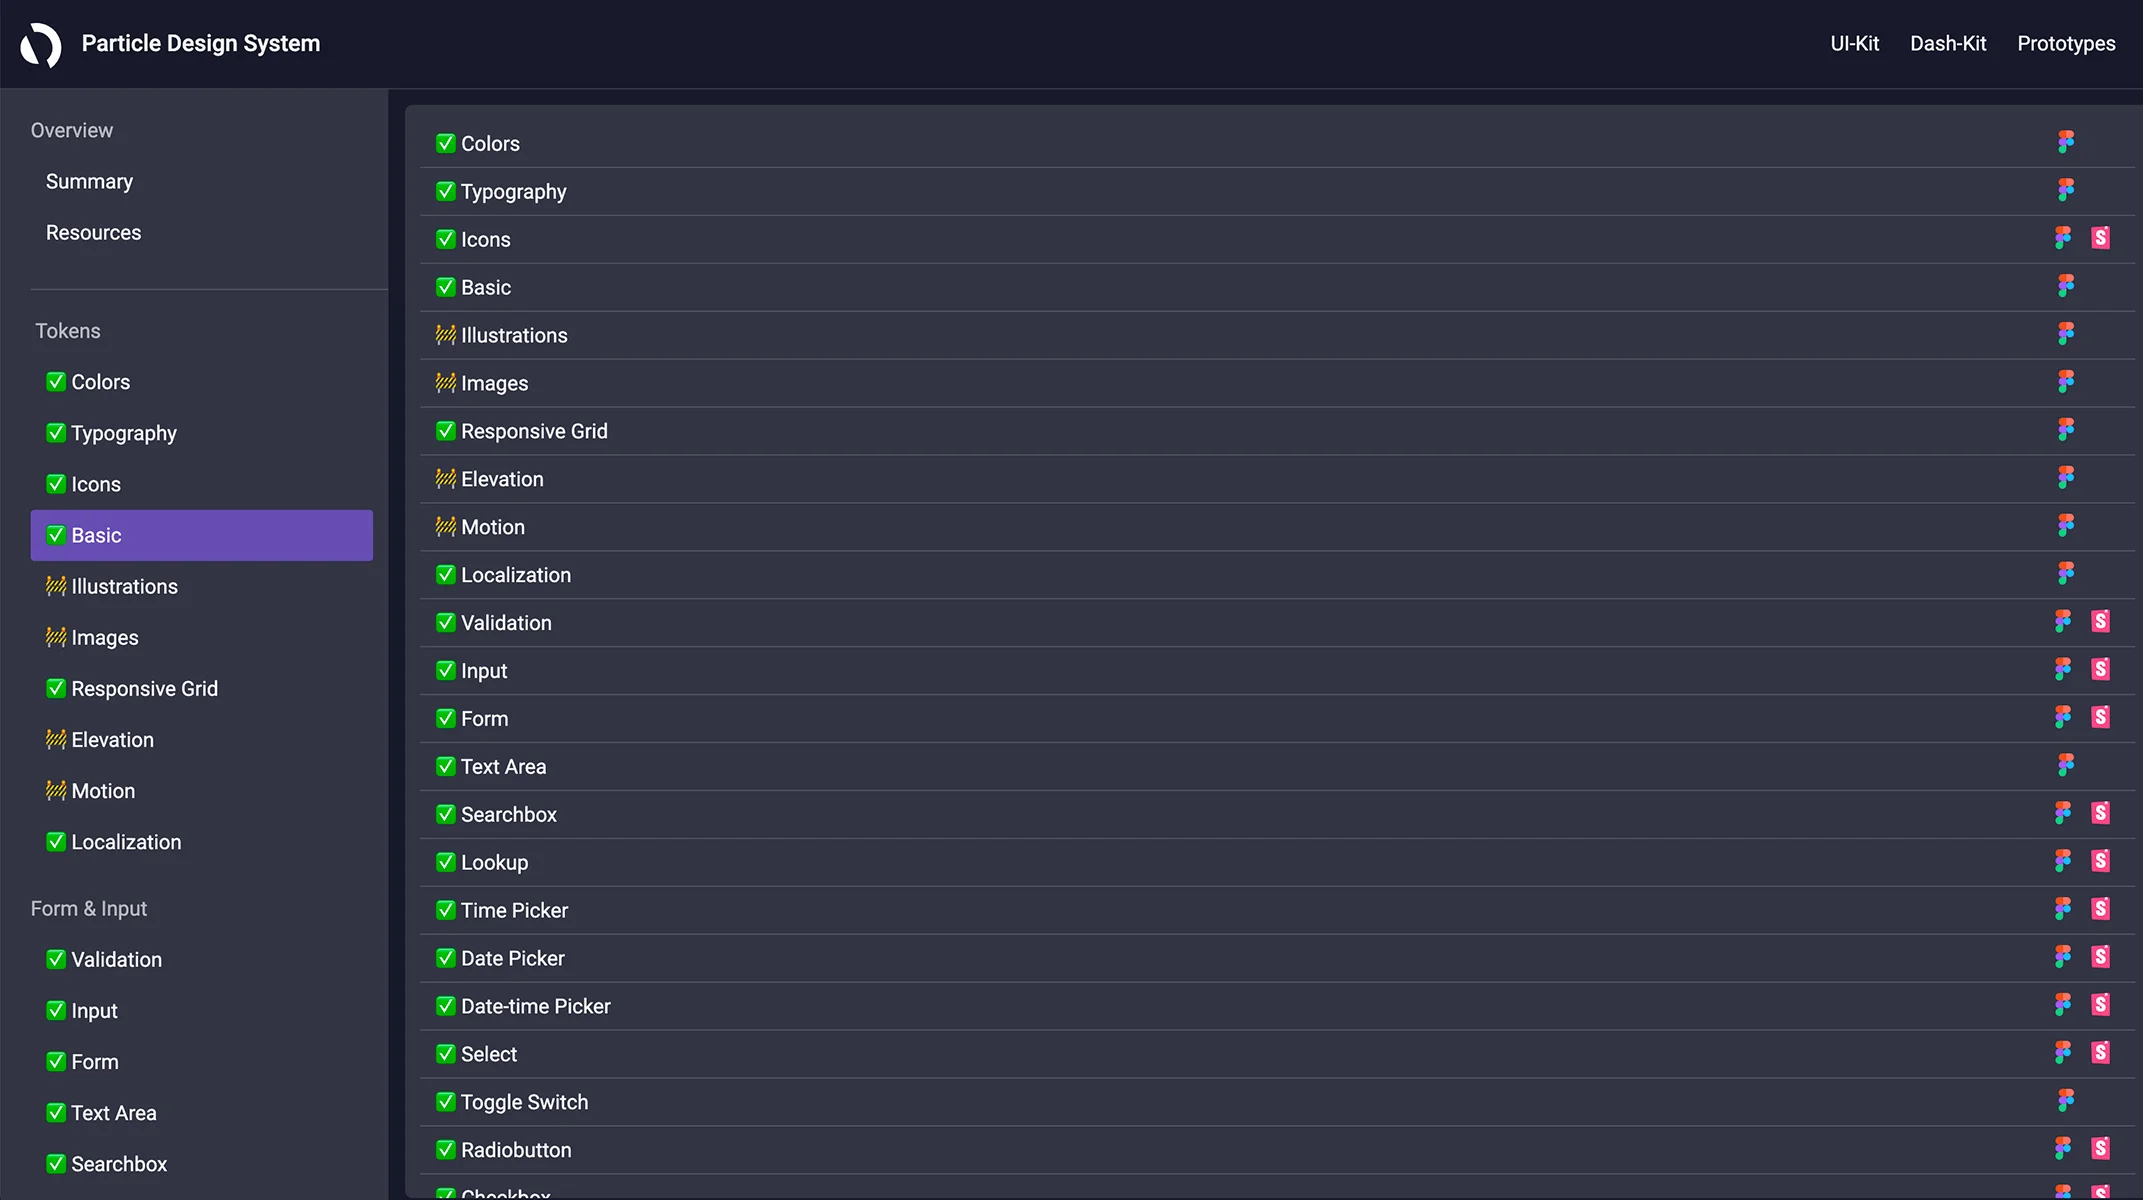 Particle Design System
UI-Kit
Dash-Kit
Prototypes
Overview
Summary
Resources
Tokens
Colors
Typography
Icons
Basic
Illustrations
Images
Responsive Grid
Elevation
Motion
Localization
Form & Input
Validation
Input
Form
Text Area
Searchbox
Colors
Typography
Icons
S
Basic
Illustrations
Images
Responsive Grid
Elevation
Motion
Localization
Validation
S
Input
S
Form
S
Text Area
Searchbox
S
Lookup
S
Time Picker
S
Date Picker
S
Date-time Picker
S
Select
S
Toggle Switch
Radiobutton
S
Checkbox
S